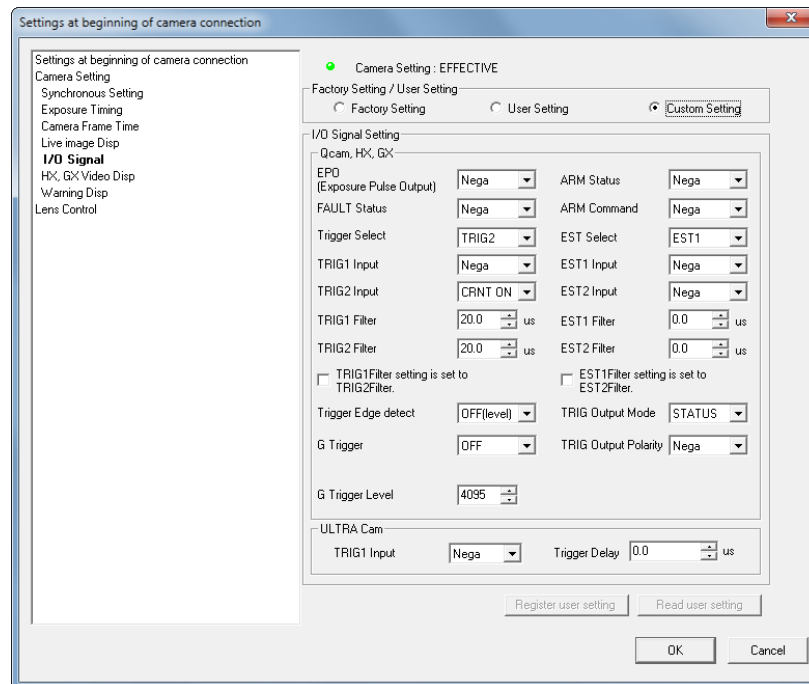 Settings at beginning of camera connection
Settings at beginning of camera connection
Camera Setting
Synchronous Setting
Exposure Timing
Camera Frame Time
Live image Disp
I/O Signal
HX, GX Video Disp
Warning Disp
Lens Control
Camera Setting : EFFECTIVE
Factory Setting / User Setting
Factory Setting User Setting Custom Setting
I/O Signal Setting
Qcam, HX, GX
EPO
(Exposure Pulse Output) Nega ARM Status Nega
FAULT Status Nega ARM Command Nega
Trigger Select TRIG2 EST Select EST1
TRIG1 Input Nega EST1 Input Nega
TRIG2 Input CRNT ON EST2 Input Nega
TRIG1 Filter 20.0 us EST1 Filter 0.0 us
TRIG2 Filter 20.0 us EST2 Filter 0.0 us
TRIG1Filter setting is set to EST1Filter setting is set to
TRIG2Filter. EST2Filter.
Trigger Edge detect OFF(level) TRIG Output Mode STATUS
G Trigger OFF TRIG Output Polarity Nega
G Trigger Level 4095
ULTRA Cam
TRIG1 Input Nega Trigger Delay 0.0 us
Register user setting Read user setting
OK Cancel